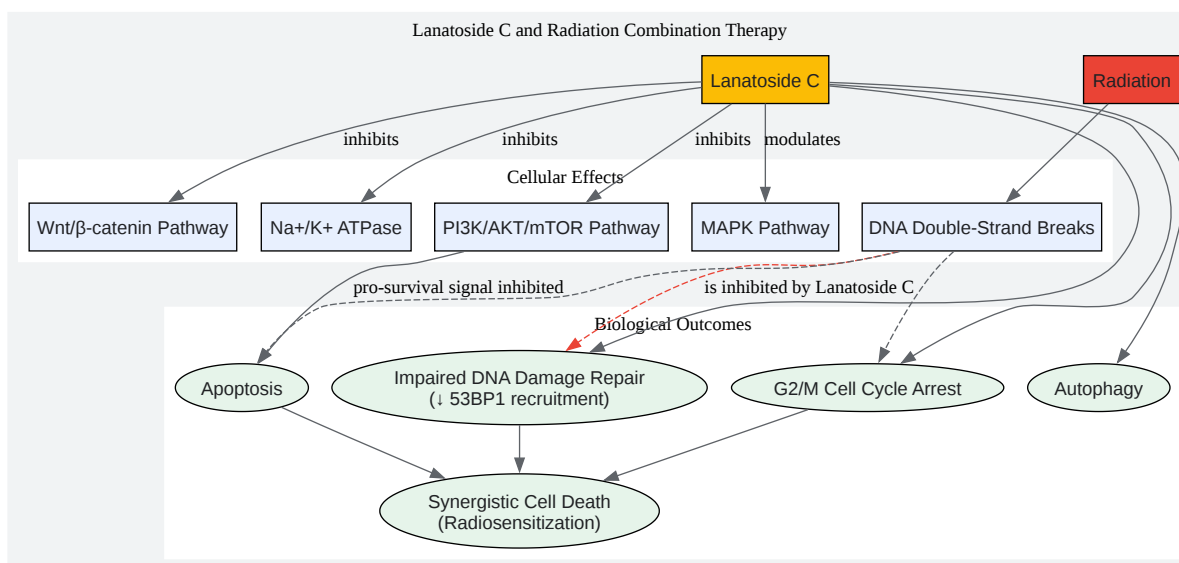 Lanatoside C and Radiation Combination Therapy
Lanatoside C
Radiation
inhibits
inhibits
inhibits
modulates
Cellular Effects
Wnt/β-catenin Pathway
Na+/K+ ATPase
PI3K/AKT/mTOR Pathway
MAPK Pathway
DNA Double-Strand Breaks
pro-survival signal inhibited
is inhibited by Lanatoside C
Biological Outcomes
Apoptosis
Impaired DNA Damage Repair
(↓ 53BP1 recruitment)
G2/M Cell Cycle Arrest
Autophagy
Synergistic Cell Death
(Radiosensitization)